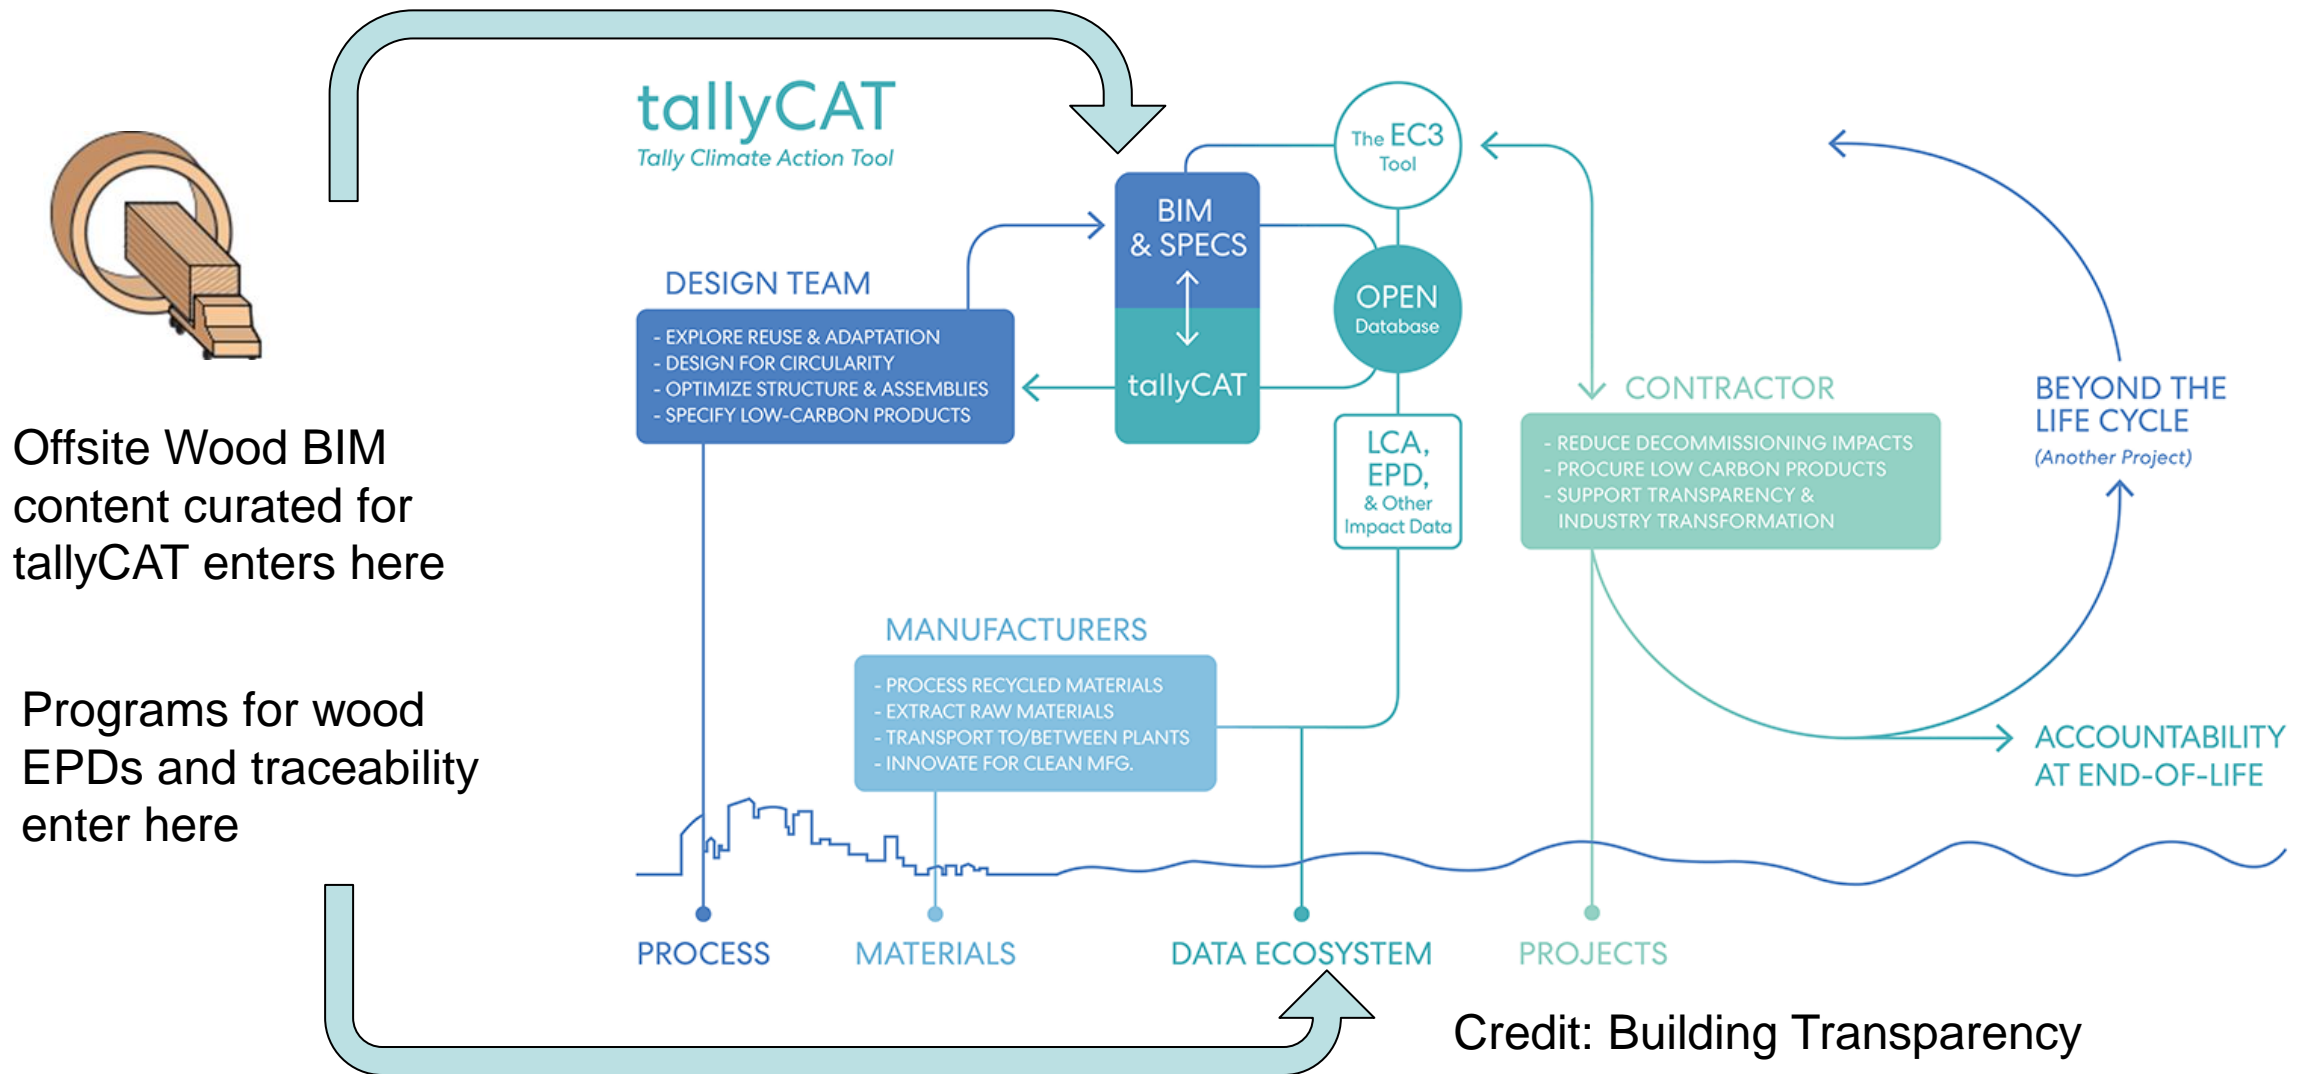 tallyCAT
Tally Climate Action Tool
Offsite Wood BIM
content curated for
tallyCAT enters here
Programs for wood
EPDs and traceability
enter here
DESIGN TEAM
- EXPLORE REUSE & ADAPTATION
- DESIGN FOR CIRCULARITY
- OPTIMIZE STRUCTURE & ASSEMBLIES
- SPECIFY LOW-CARBON PRODUCTS
BIM
& SPECS
tallyCAT
The EC3
Tool
OPEN
Database
LCA,
EPD,
& Other
Impact Data
CONTRACTOR
- REDUCE DECOMMISSIONING IMPACTS
- PROCURE LOW CARBON PRODUCTS
- SUPPORT TRANSPARENCY &
INDUSTRY TRANSFORMATION
BEYOND THE
LIFE CYCLE
(Another Project)
MANUFACTURERS
- PROCESS RECYCLED MATERIALS
- EXTRACT RAW MATERIALS
- TRANSPORT TO/BETWEEN PLANTS
- INNOVATE FOR CLEAN MFG.
ACCOUNTABILITY
AT END-OF-LIFE
PROCESS
MATERIALS
DATA ECOSYSTEM
PROJECTS
Credit: Building Transparency